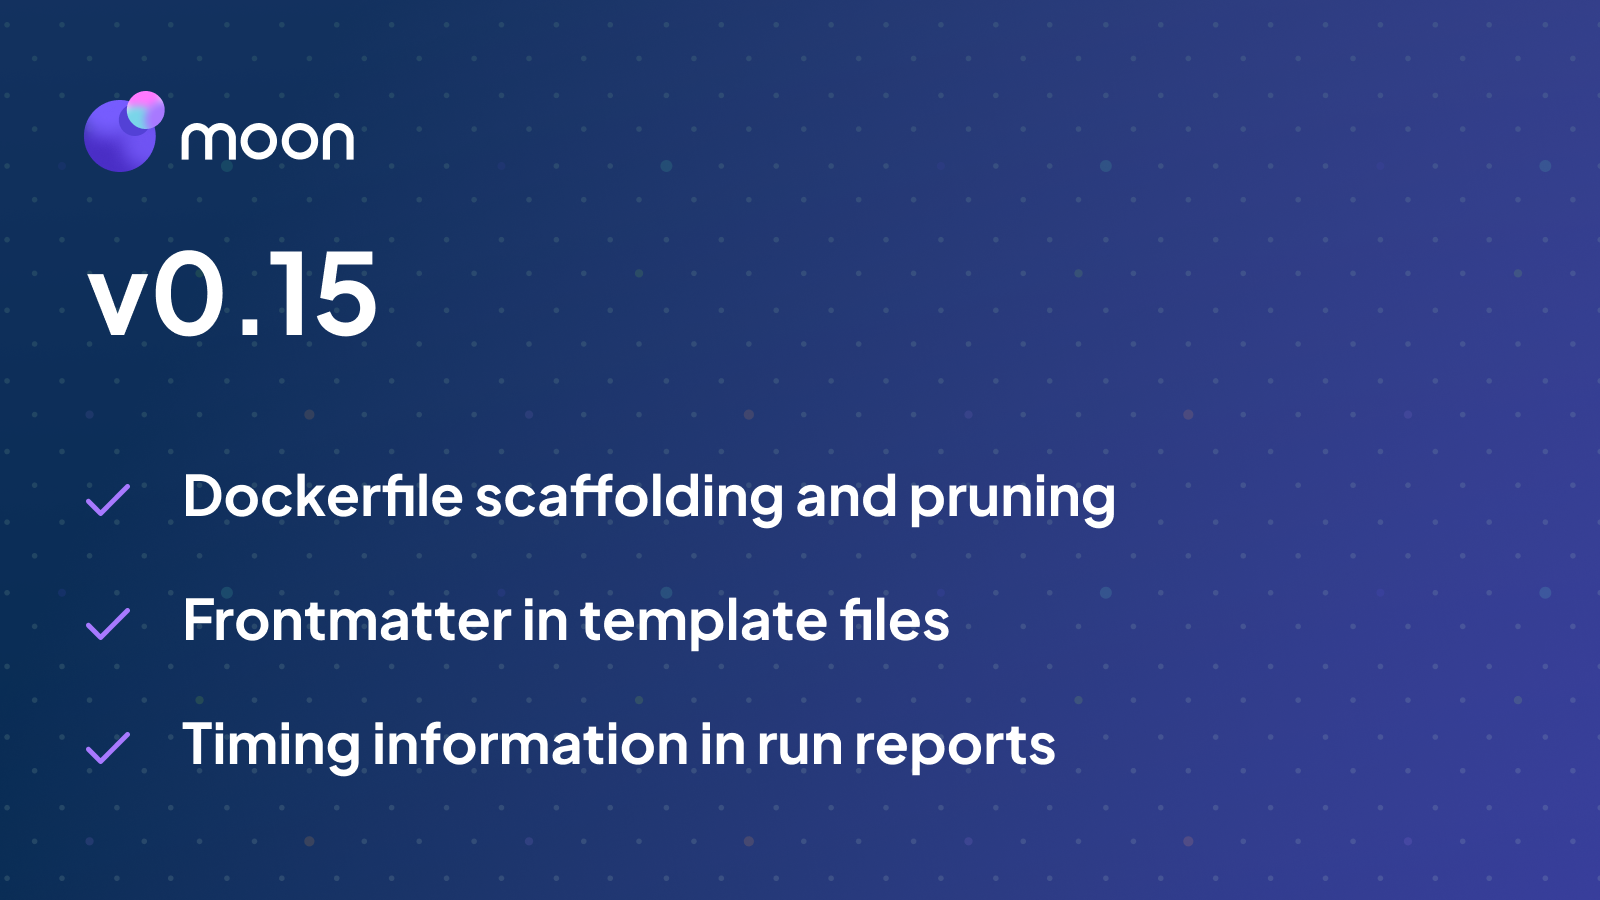 moon
v0.15
Dockerfile scaffolding and pruning
Frontmatter in template files
Timing information in run reports